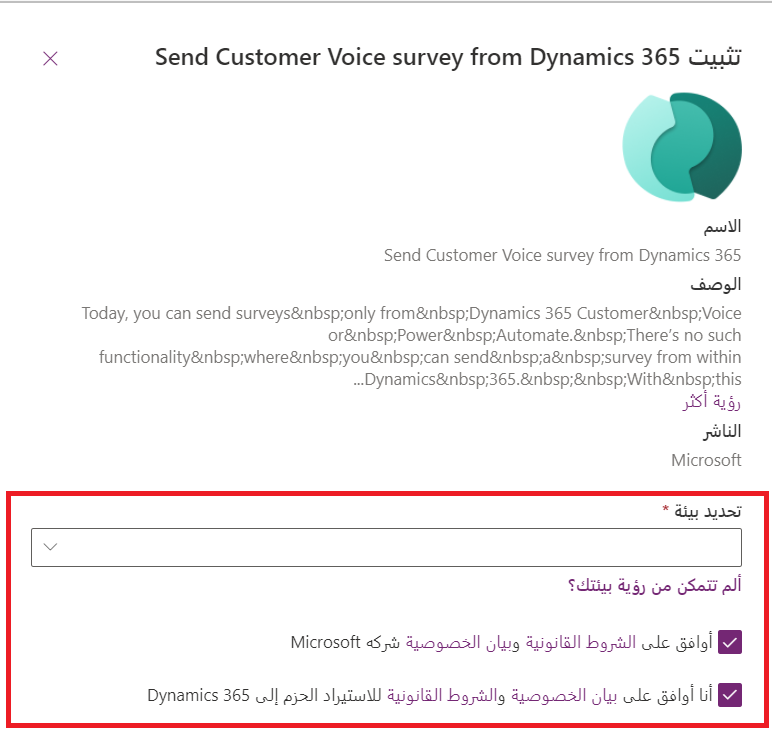 تثبيت Send Customer Voice survey from Dynamics 365
الاسم
Send Customer Voice survey from Dynamics 365
الوصف
Today, you can send surveys&nbsp;only from&nbsp;Dynamics 365 Customer&nbsp;Voice
or&nbsp;Power&nbsp;Automate.&nbsp;There's no such
functionality&nbsp;where&nbsp;you&nbsp;can send&nbsp;a&nbsp;survey from within
Dynamics&nbsp;365.&nbsp;&nbsp;With&nbsp;this...
رؤية أكثر
الناشر
Microsoft
تحديد بيئة *
ألم تتمكن من رؤية بيئتك؟
أوافق على الشروط القانونية وبيان الخصوصية شركه Microsoft
أنا أوافق على بيان الخصوصية والشروط القانونية للاستيراد الحزم إلى Dynamics 365